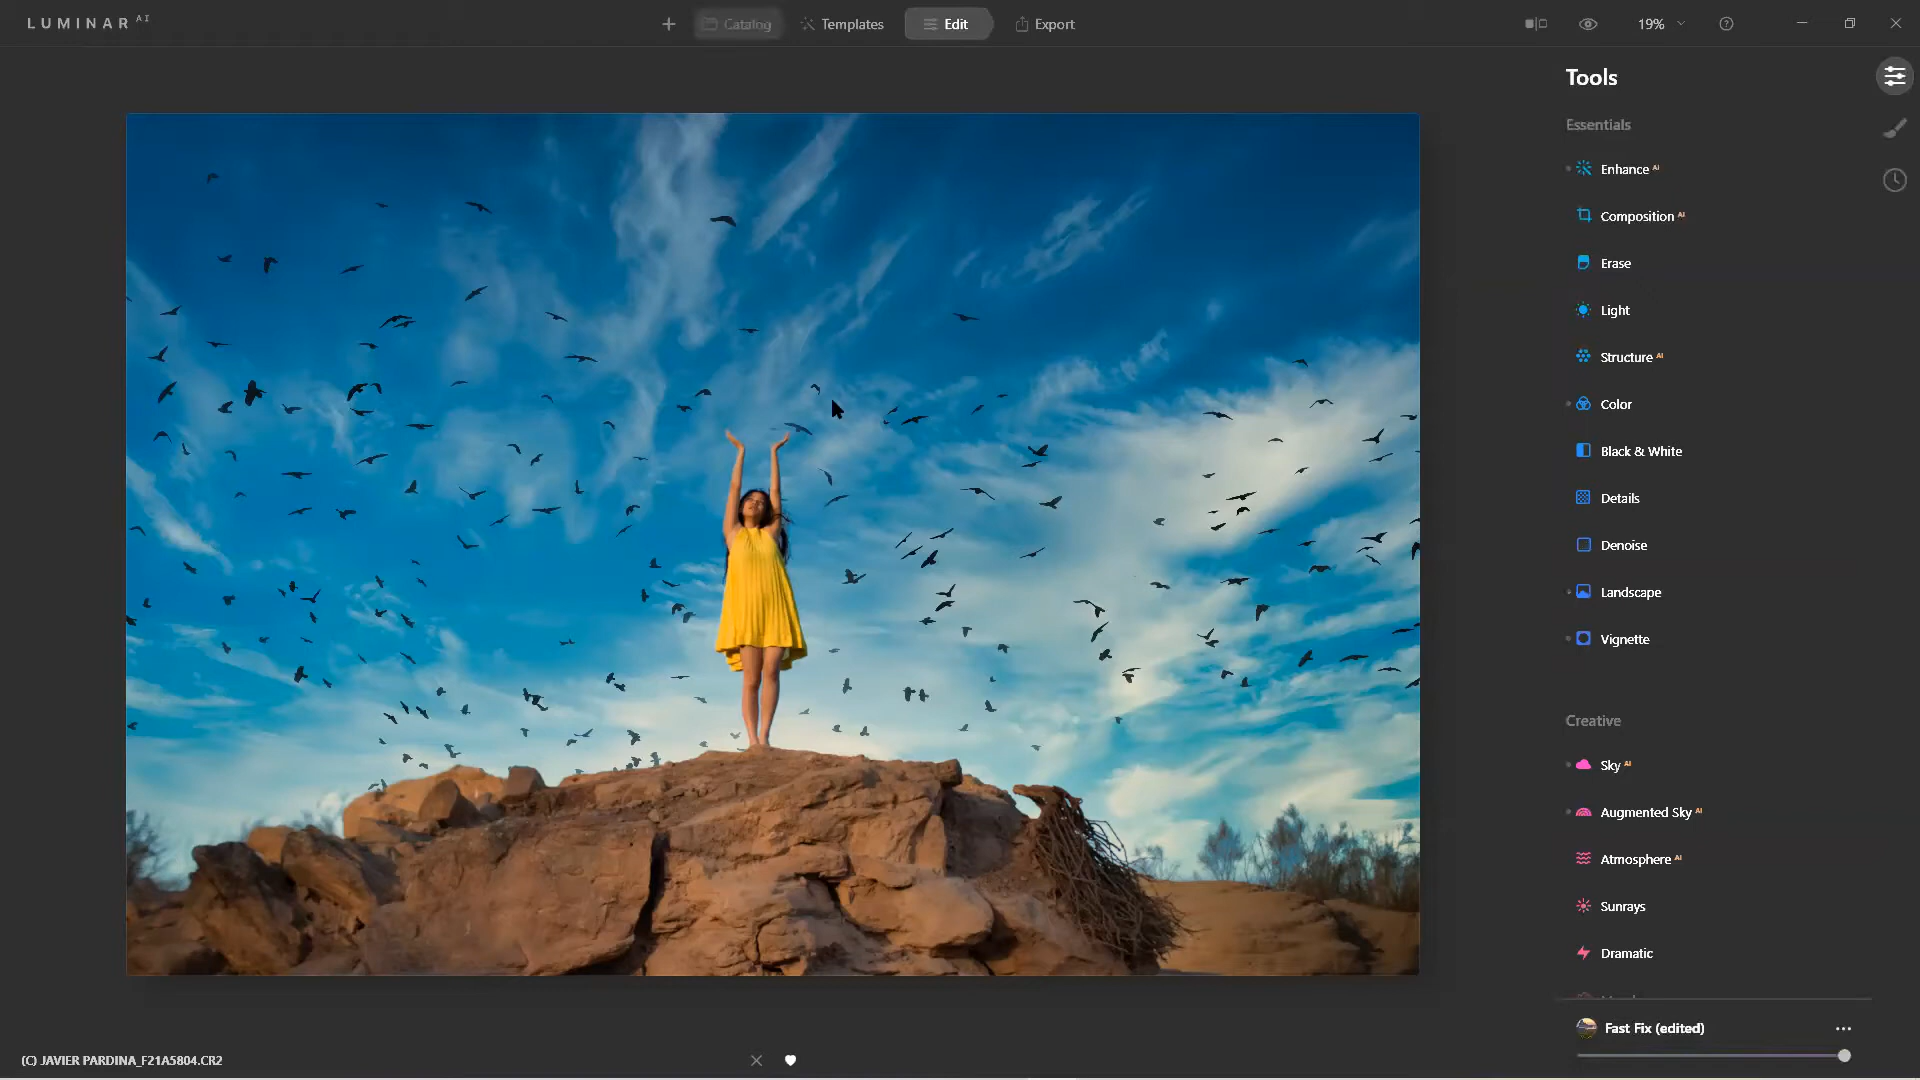 LUMINAR AI
Catalog
Templates
Edit
Export
19%
Tools
Essentials
Enhance AI
Composition AI
Erase
Light
Structure AI
Color
Black & White
Details
Denoise
Landscape
Vignette
Creative
Sky AI
Augmented Sky AI
Atmosphere AI
Sunrays
Dramatic
Fast Fix (edited)
(C) JAVIER PARDINA_F21A5804.CR2